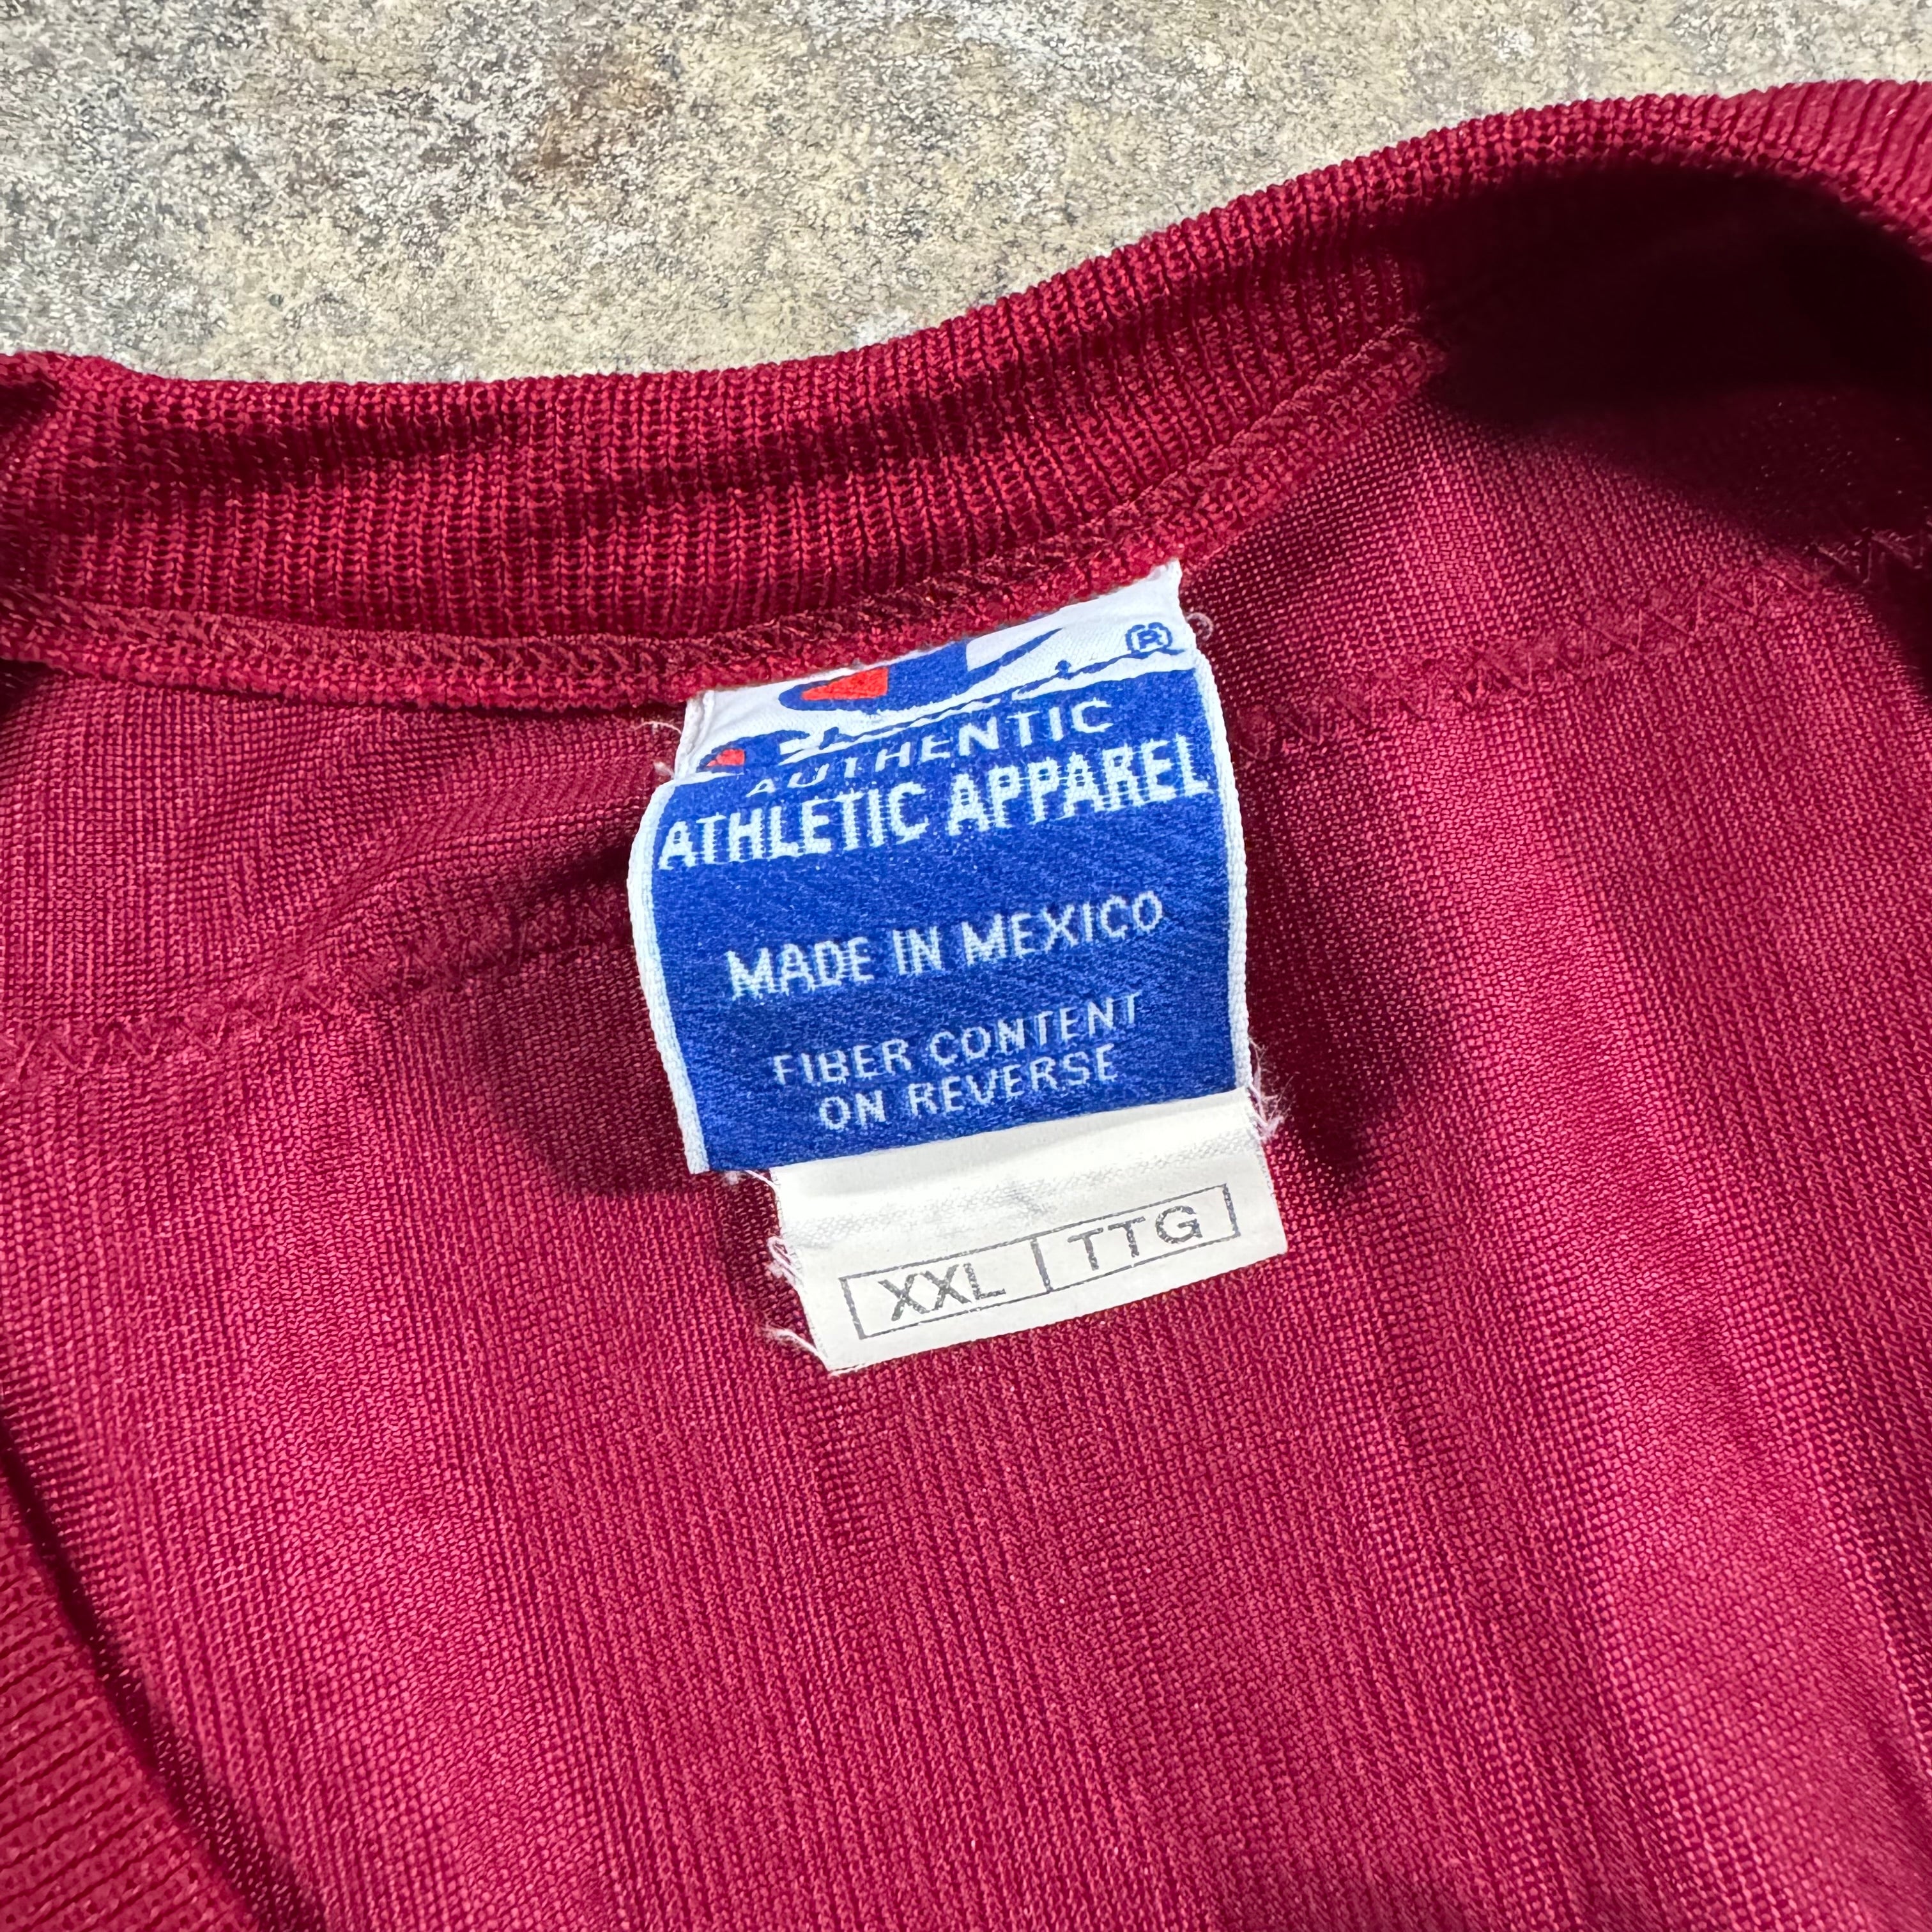 ®
AUTHENTIC
ATHLETIC APPAREL
MADE IN MEXICO
FIBER CONTENT
ON REVERSE
XXL TTG